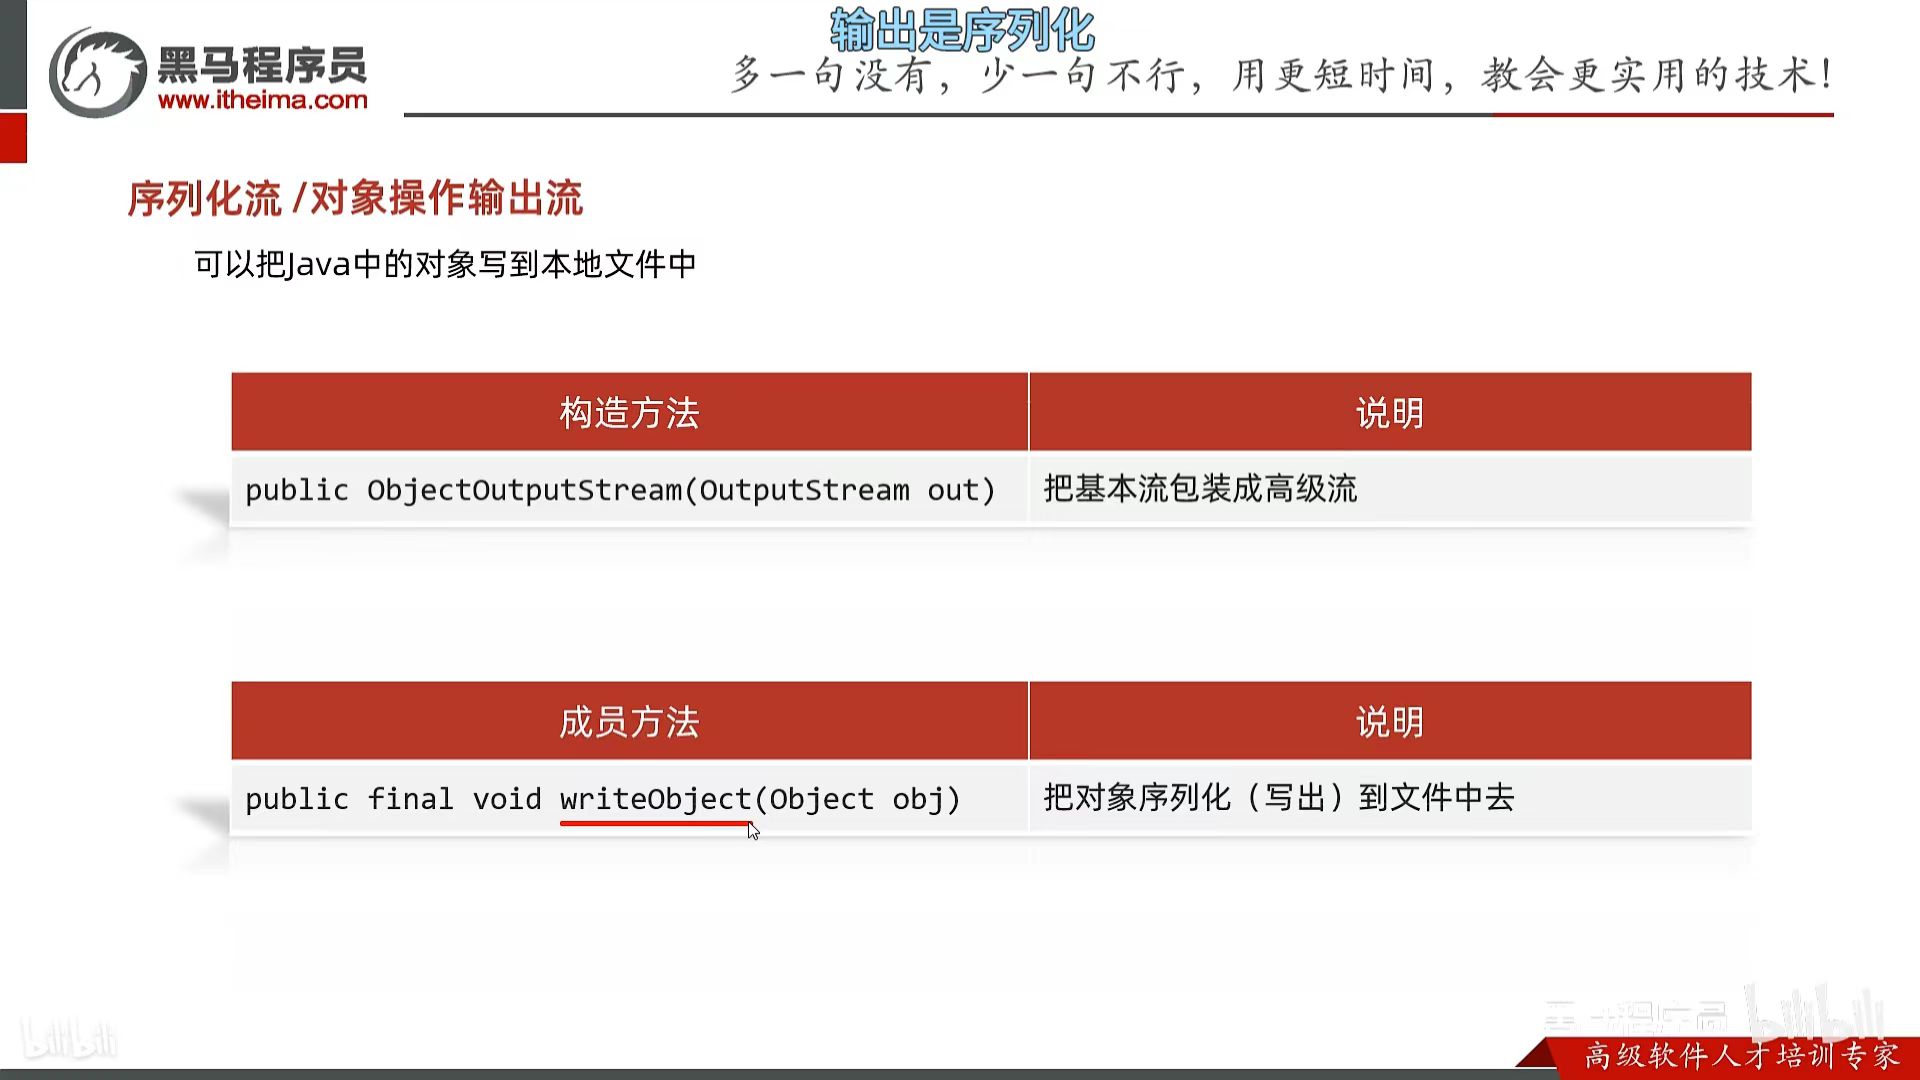 输出是序列化
黑马程序员
www.itheima.com
多一句没有，少一句不行，用更短时间，教会更实用的技术！
序列化流 /对象操作输出流
可以把Java中的对象写到本地文件中
构造方法 说明
public ObjectOutputStream(OutputStream out) 把基本流包装成高级流
成员方法 说明
public final void writeObject(Object obj) 把对象序列化（写出）到文件中去
黑马程序员 bilibili
bilibili
高级软件人才培训专家